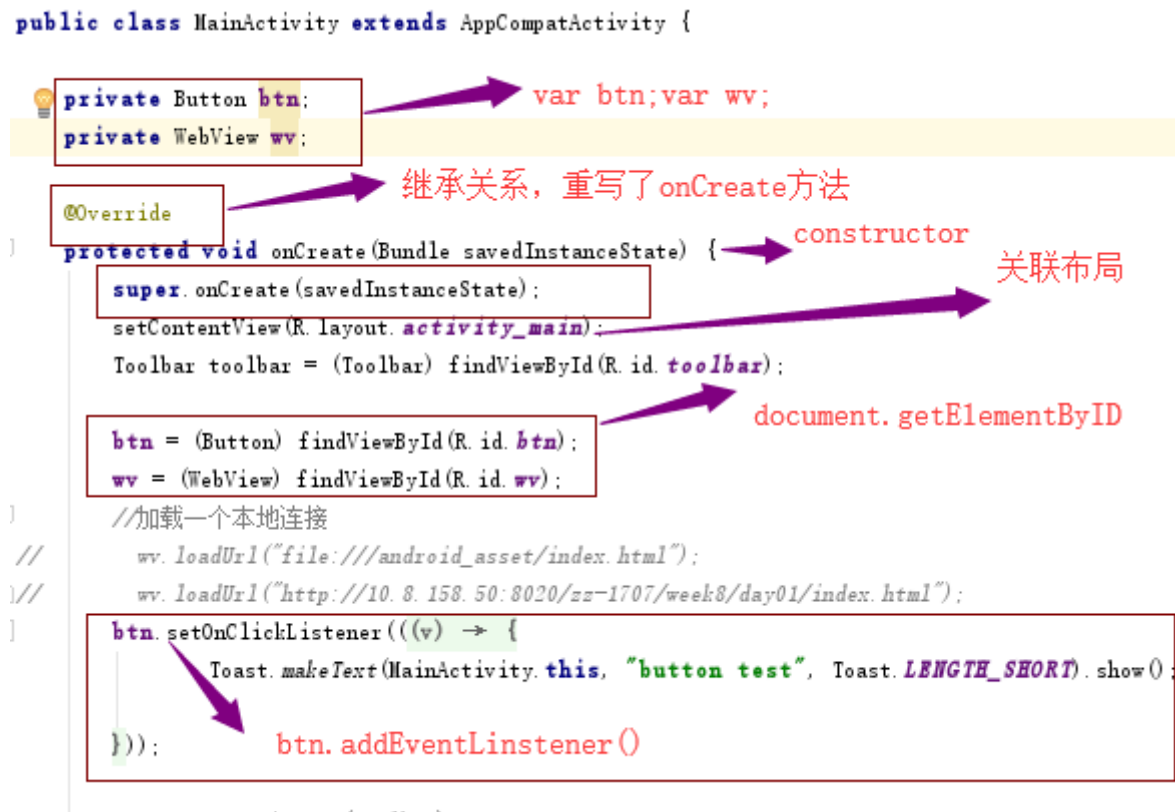 public class MainActivity extends AppCompatActivity {
private Button btn;
var btn;var wv;
private WebView wv;
继承关系，重写了onCreate方法
@Override
protected void onCreate(Bundle savedInstanceState) {
constructor
关联布局
super.onCreate(savedInstanceState);
setContentView(R.layout.activity_main);
Toolbar toolbar = (Toolbar) findViewById(R.id.toolbar);
document.getElementByID
btn = (Button) findViewById(R.id.btn);
wv = (WebView) findViewById(R.id.wv);
//加载一个本地连接
// wv.loadUrl("file:///android_asset/index.html");
// wv.loadUrl("http://10.8.158.50:8020/zz-1707/week8/day01/index.html");
btn.setOnClickListener(((v) → {
Toast.makeText(MainActivity.this, "button test", Toast.LENGTH_SHORT).show();
}));
btn.addEventLinstener()